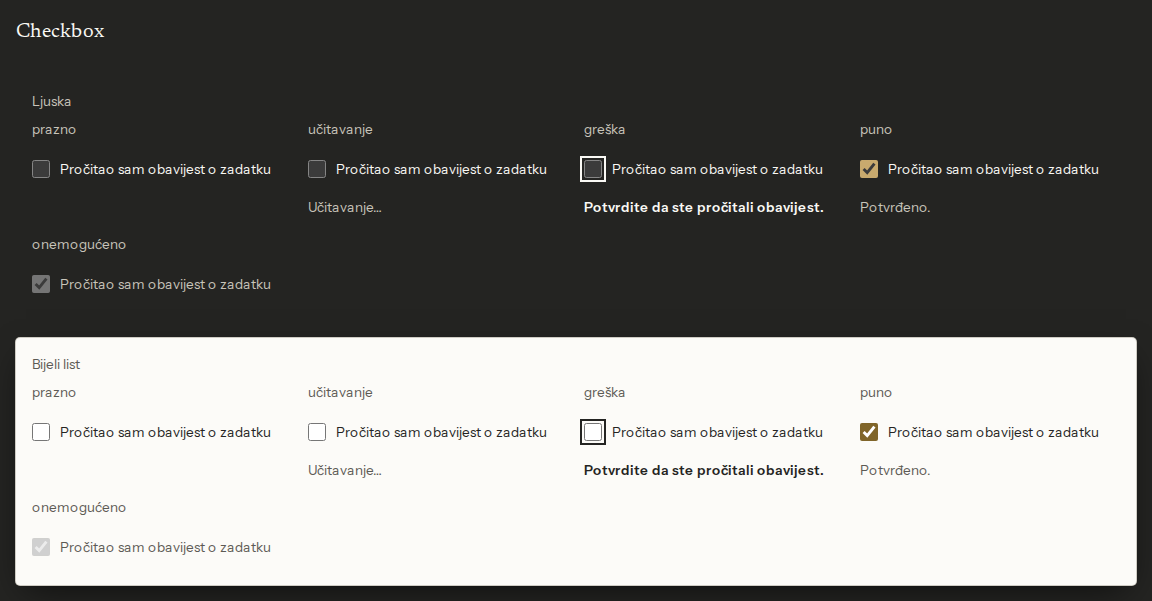 Checkbox
Ljuska
prazno učitavanje greška puno
Pročitao sam obavijest o zadatku Pročitao sam obavijest o zadatku Pročitao sam obavijest o zadatku Pročitao sam obavijest o zadatku
Učitavanje... Potvrdite da ste pročitali obavijest. Potvrđeno.
onemogućeno
Pročitao sam obavijest o zadatku
Bijeli list
prazno učitavanje greška puno
Pročitao sam obavijest o zadatku Pročitao sam obavijest o zadatku Pročitao sam obavijest o zadatku Pročitao sam obavijest o zadatku
Učitavanje... Potvrdite da ste pročitali obavijest. Potvrđeno.
onemogućeno
Pročitao sam obavijest o zadatku